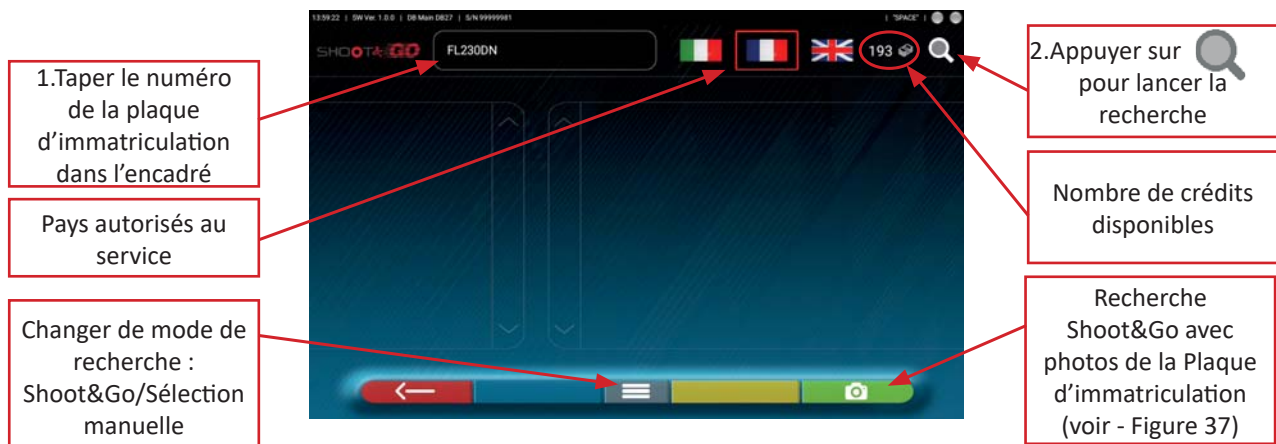 13:59:22 | SW Ver. 1.0.0 | DB Main DB27 | S/N 99999981
| "SPACE" |
SHOOT& GO
FL230DN
193
1.Taper le numéro
de la plaque
d'immatriculation
dans l'encadré
Pays autorisés au
service
Changer de mode de
recherche :
Shoot&Go/Sélection
manuelle
2.Appuyer sur
pour lancer la
recherche
Nombre de crédits
disponibles
Recherche
Shoot&Go avec
photos de la Plaque
d'immatriculation
(voir - Figure 37)